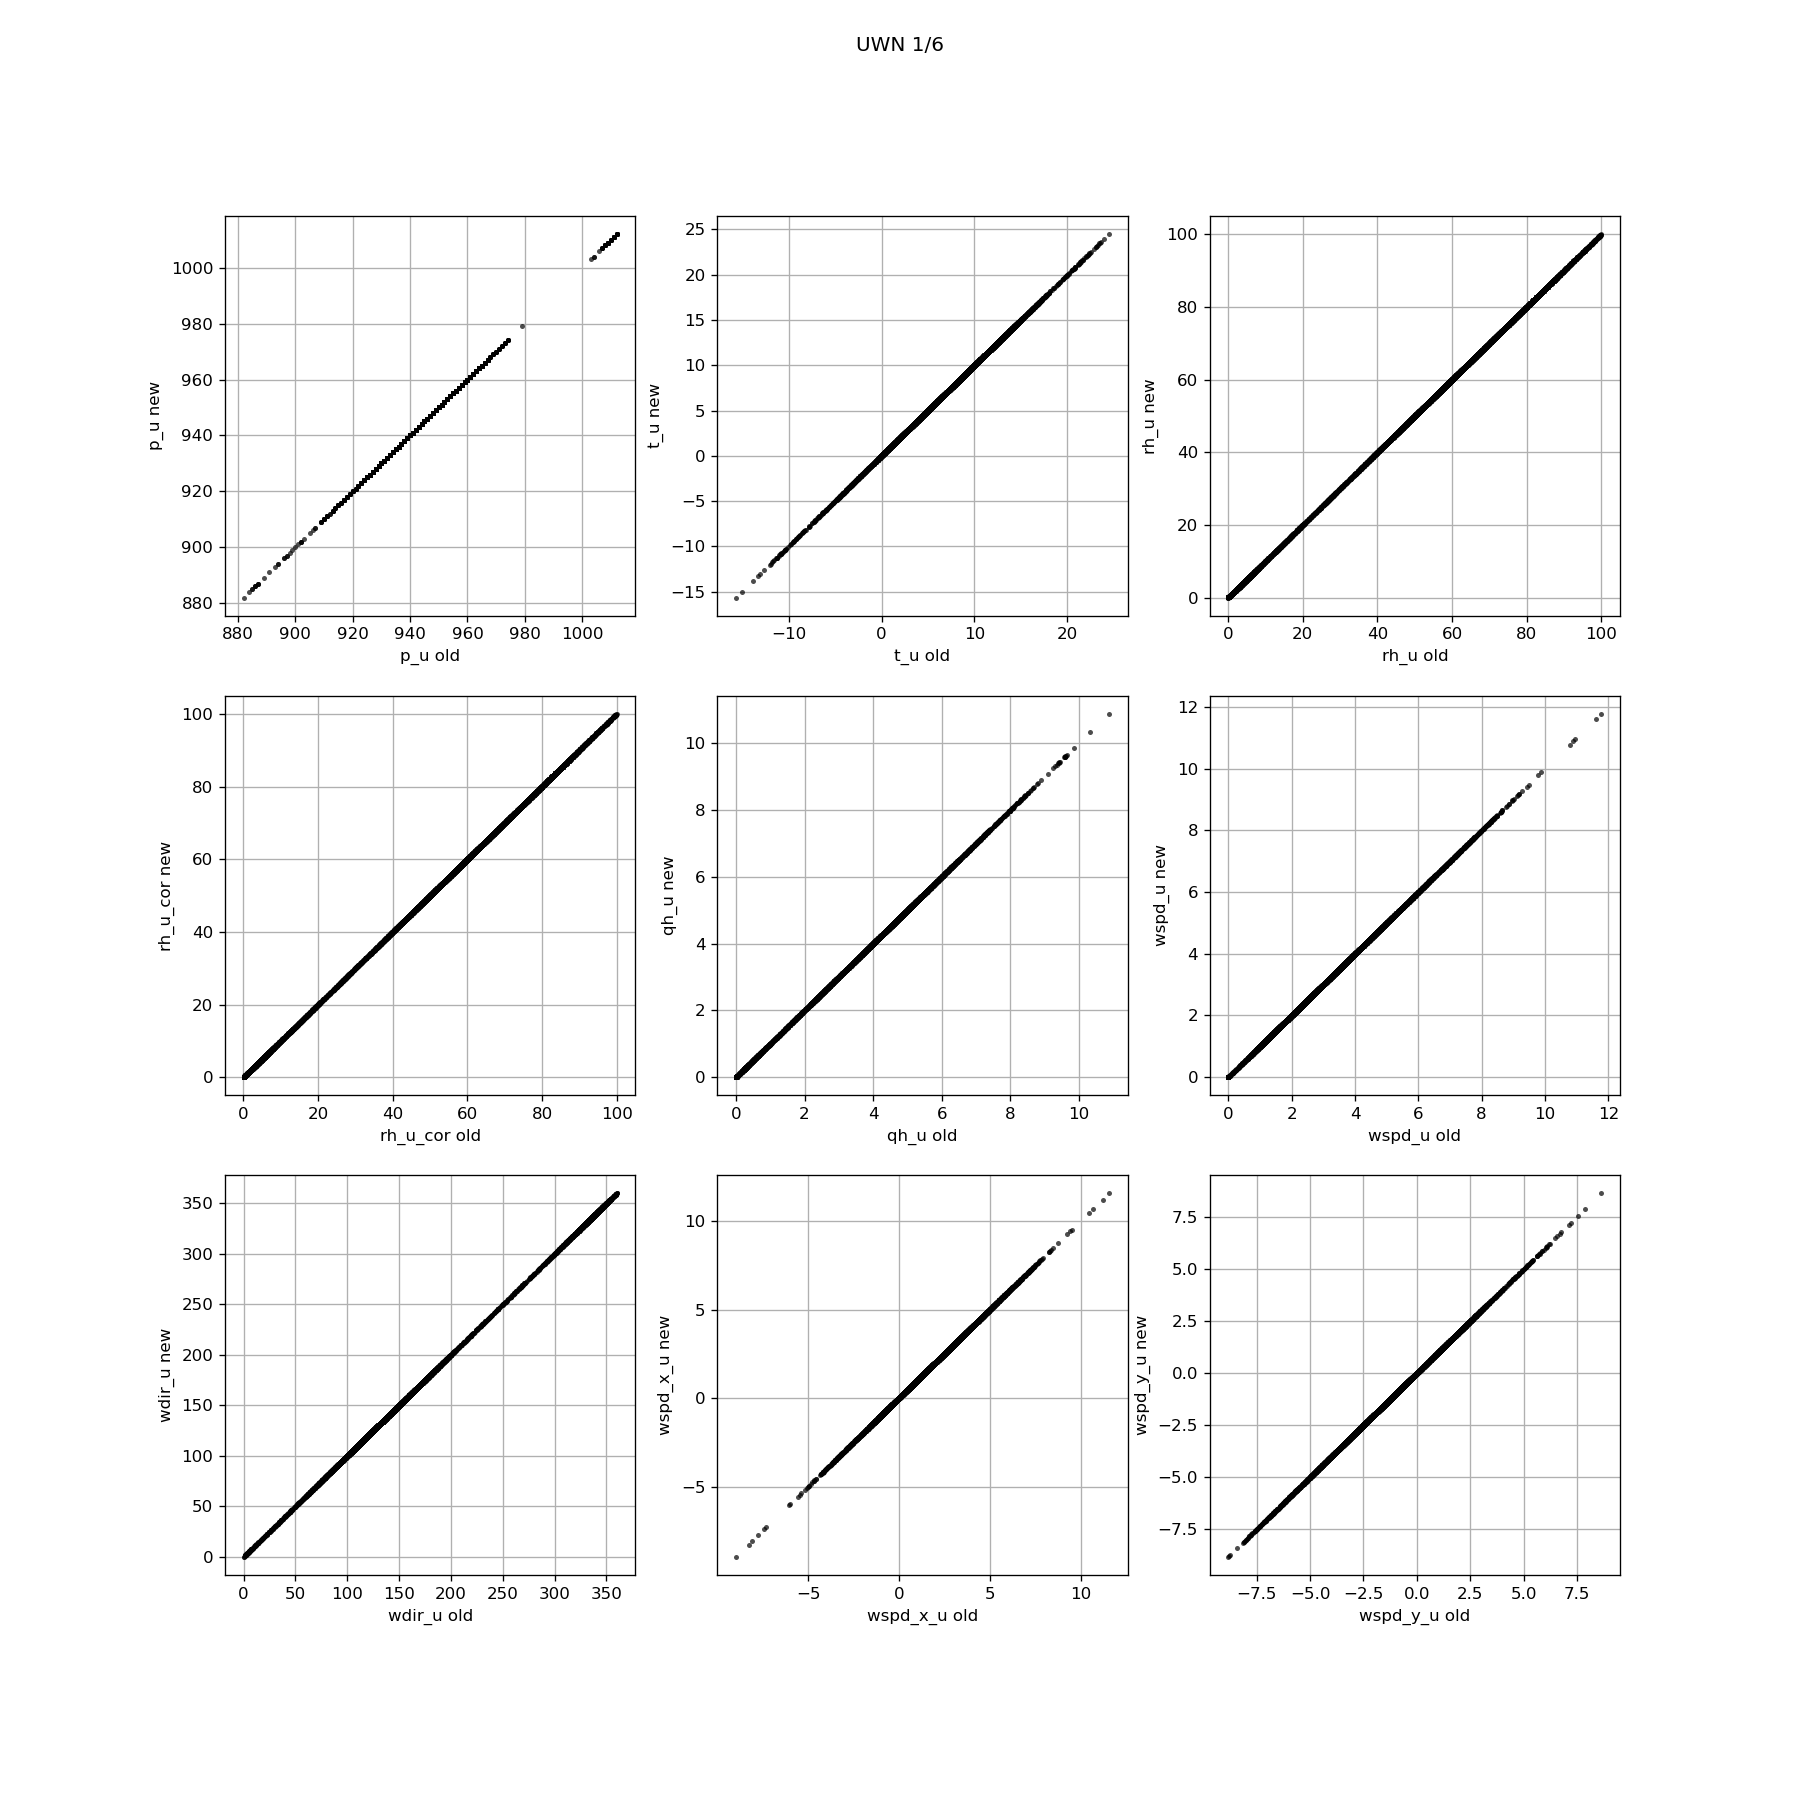 UWN 1/6
p_u new
1000
980
960
940
920
900
880
880 900 920 940 960 980 1000
p_u old
t_u new
25
20
15
10
5
0
−5
−10
−15
−10 0 10 20
t_u old
rh_u new
100
80
60
40
20
0
0 20 40 60 80 100
rh_u old
rh_u_cor new
100
80
60
40
20
0
0 20 40 60 80 100
rh_u_cor old
qh_u new
10
8
6
4
2
0
0 2 4 6 8 10
qh_u old
wspd_u new
12
10
8
6
4
2
0
0 2 4 6 8 10 12
wspd_u old
wdir_u new
350
300
250
200
150
100
50
0
0 50 100 150 200 250 300 350
wdir_u old
wspd_x_u new
10
5
0
−5
−5 0 5 10
wspd_x_u old
wspd_y_u new
7.5
5.0
2.5
0.0
−2.5
−5.0
−7.5
−7.5 −5.0 −2.5 0.0 2.5 5.0 7.5
wspd_y_u old